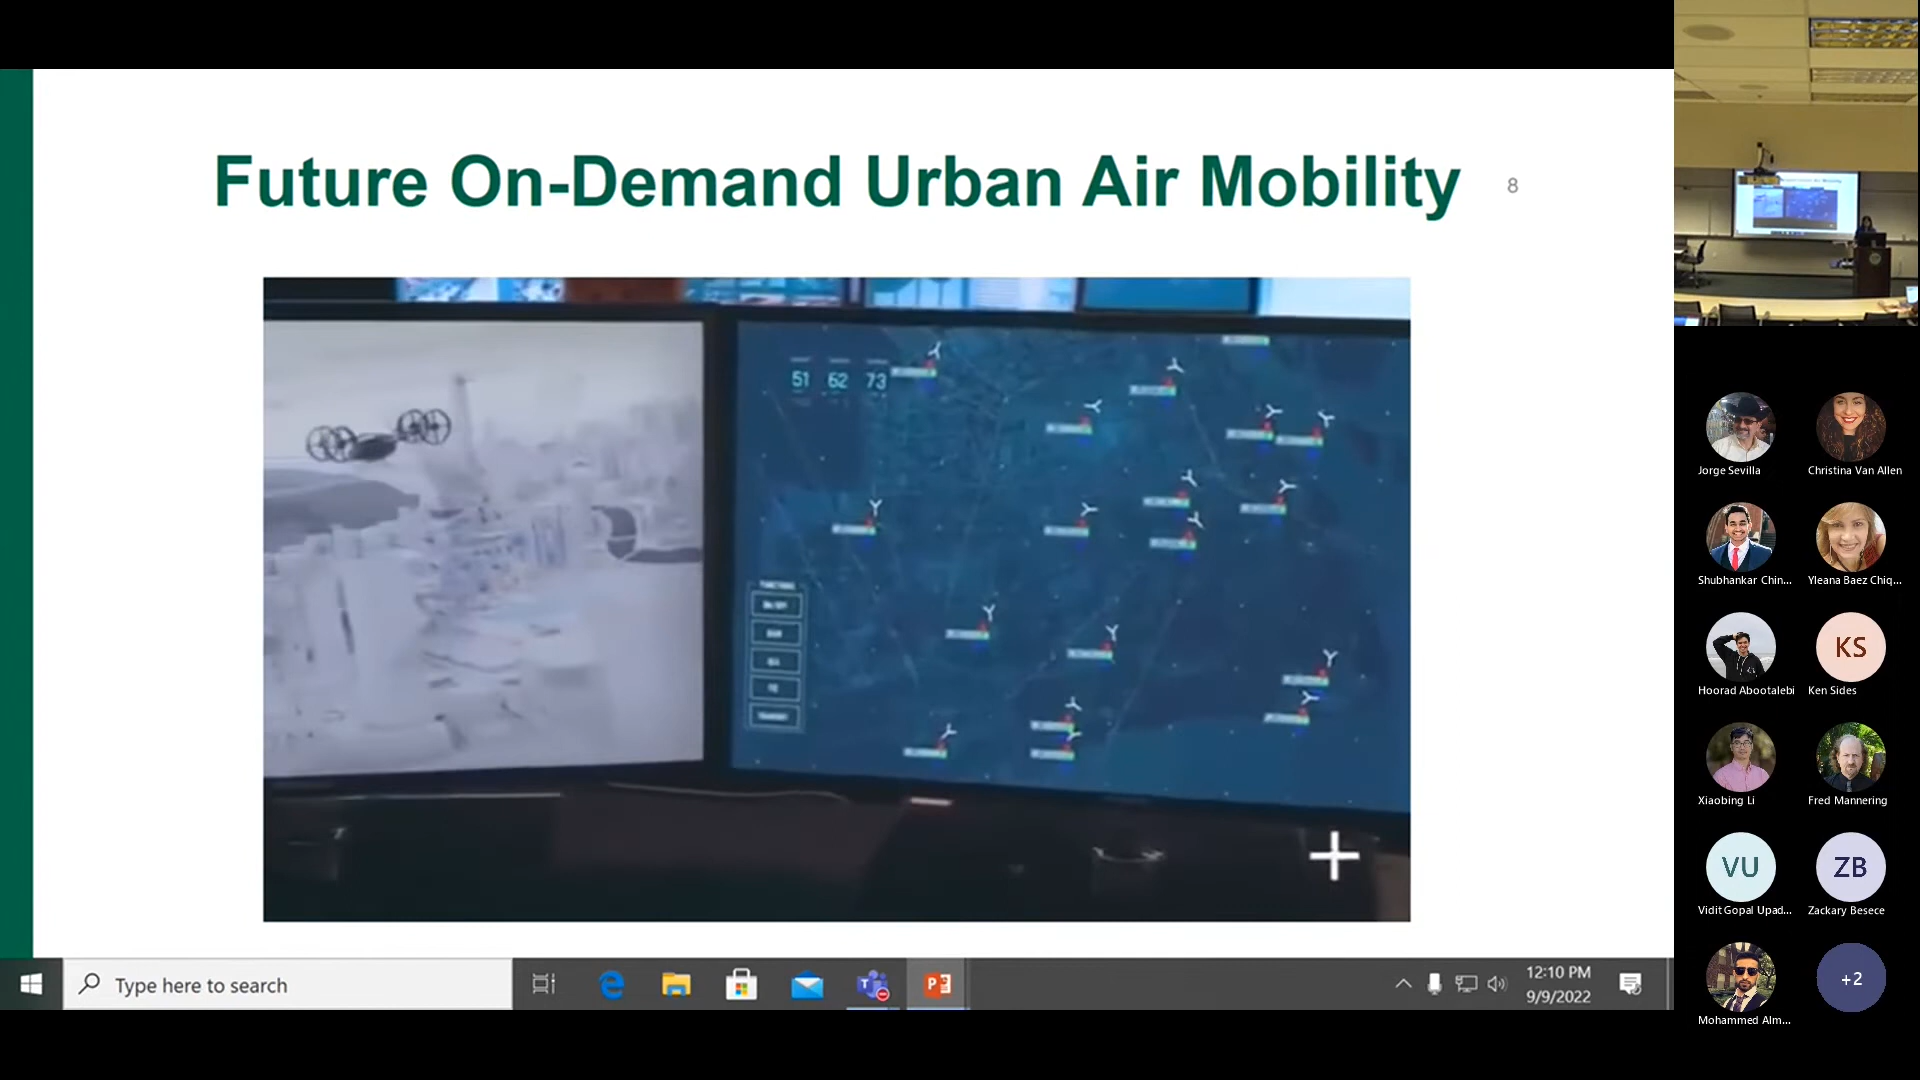 Future On-Demand Urban Air Mobility
8
51 62 73
Type here to search
12:10 PM
9/9/2022
Jorge Sevilla
Christina Van Allen
Shubhankar Chin...
Yleana Baez Chiq...
Hoorad Abootalebi
KS
Ken Sides
Xiaobing Li
Fred Mannering
VU
Vidit Gopal Upad...
ZB
Zackary Besece
Mohammed Alm...
+2